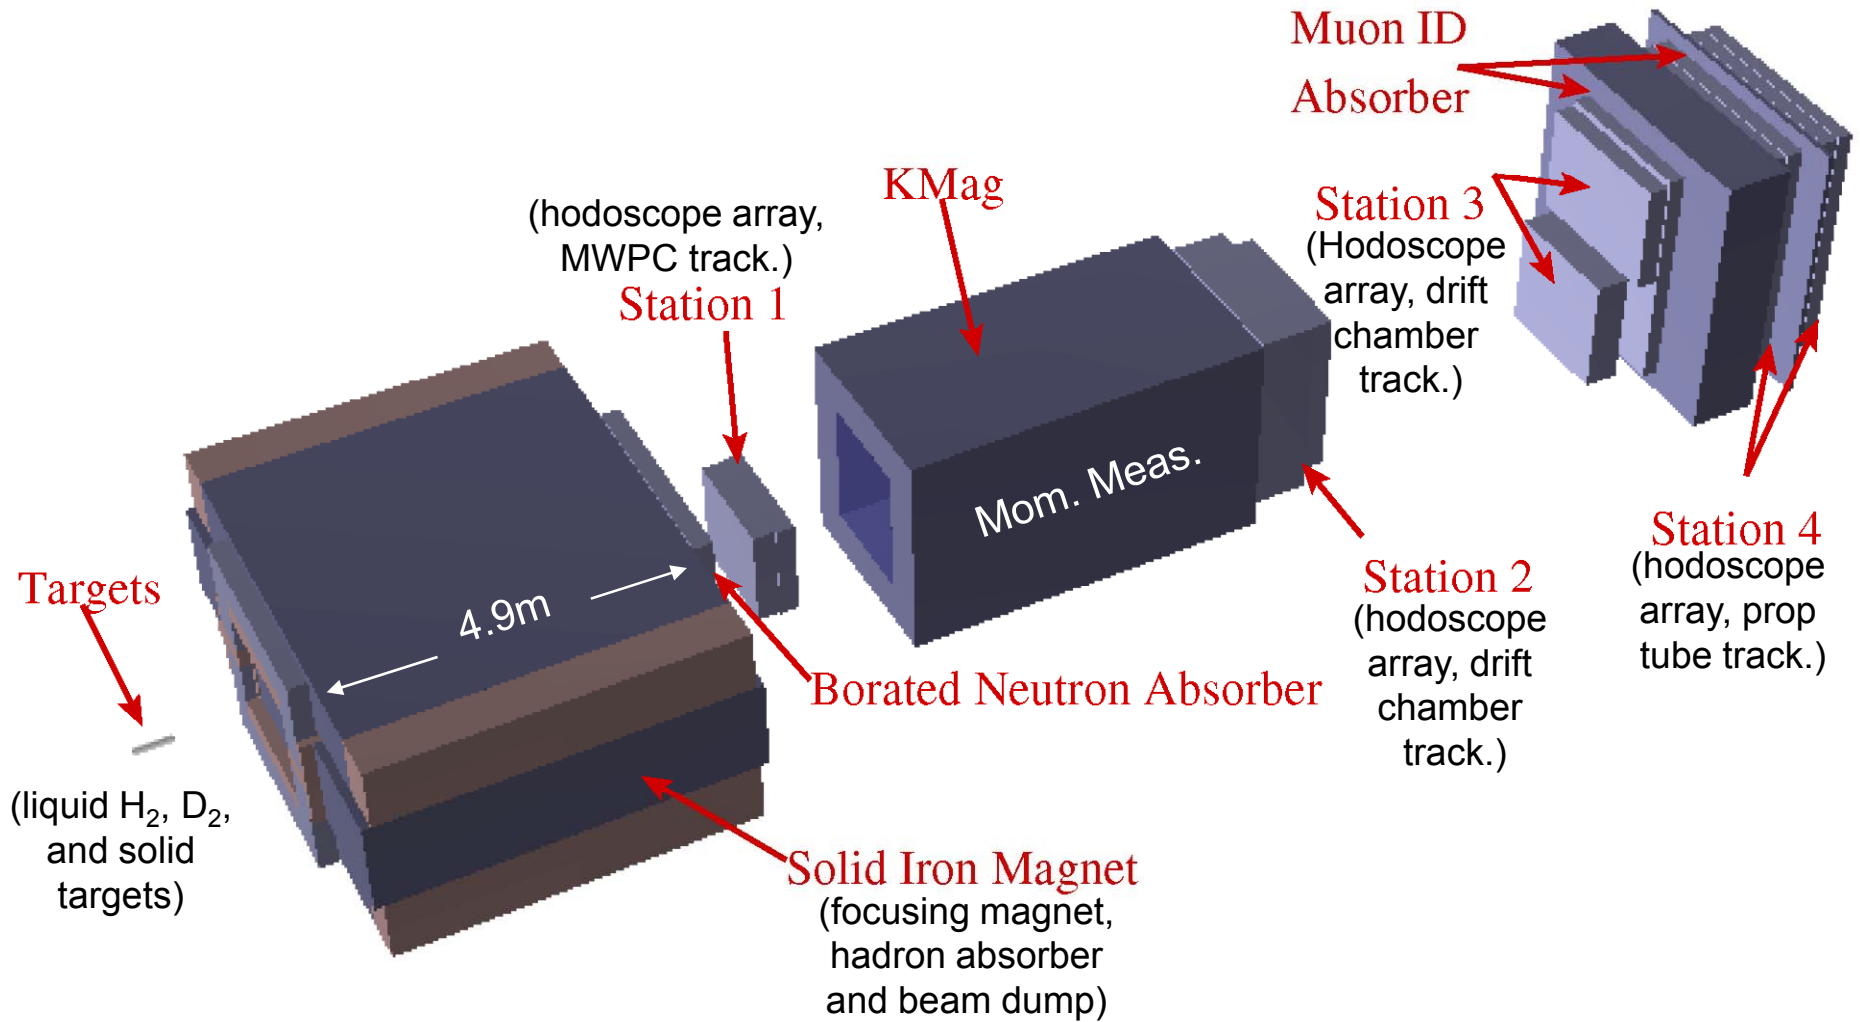 Muon ID
Absorber
KMag
(hodoscope array,
MWPC track.)
Station 1
Station 3
(Hodoscope
array, drift
chamber
track.)
Mom. Meas.
Station 4
(hodoscope
array, prop
tube track.)
Station 2
(hodoscope
array, drift
chamber
track.)
Targets
4.9m
Borated Neutron Absorber
(liquid H₂, D₂,
and solid
targets)
Solid Iron Magnet
(focusing magnet,
hadron absorber
and beam dump)